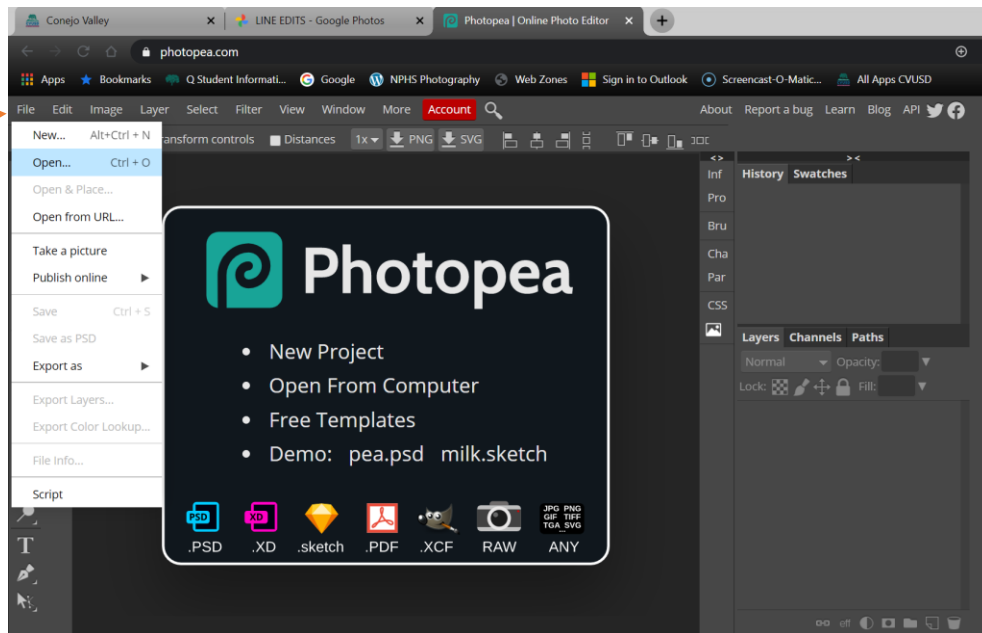 Conejo Valley × LINE EDITS - Google Photos × Photopea | Online Photo Editor × +
photopea.com
Apps Bookmarks Q Student Informati... Google NPHS Photography Web Zones Sign in to Outlook Screencast-O-Matic... All Apps CVUSD
File Edit Image Layer Select Filter View Window More Account About Report a bug Learn Blog API
New... Alt+Ctrl + N
ansform controls Distances 1x PNG SVG
Open... Ctrl + O
Open & Place...
Open from URL...
Take a picture
Publish online
Save Ctrl + S
Save as PSD
Export as
Export Layers...
Export Color Lookup...
File Info...
Script
T
Photopea
• New Project
• Open From Computer
• Free Templates
• Demo: pea.psd milk.sketch
PSD XD JPG PNG
GIF TIFF
TGA SVG
.PSD .XD .sketch .PDF .XCF RAW ANY
< > > <
Inf
Pro
Bru
Cha
Par
CSS
History Swatches
Layers Channels Paths
Normal Opacity:
Lock: Fill:
eff